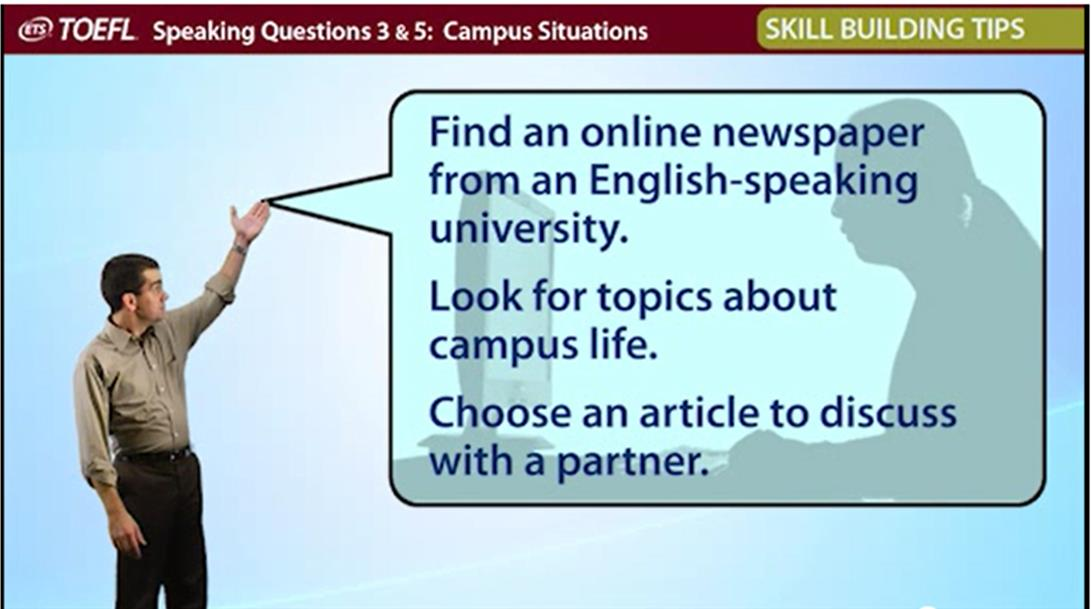 ETS TOEFL Speaking Questions 3 & 5: Campus Situations SKILL BUILDING TIPS
Find an online newspaper
from an English-speaking
university.
Look for topics about
campus life.
Choose an article to discuss
with a partner.